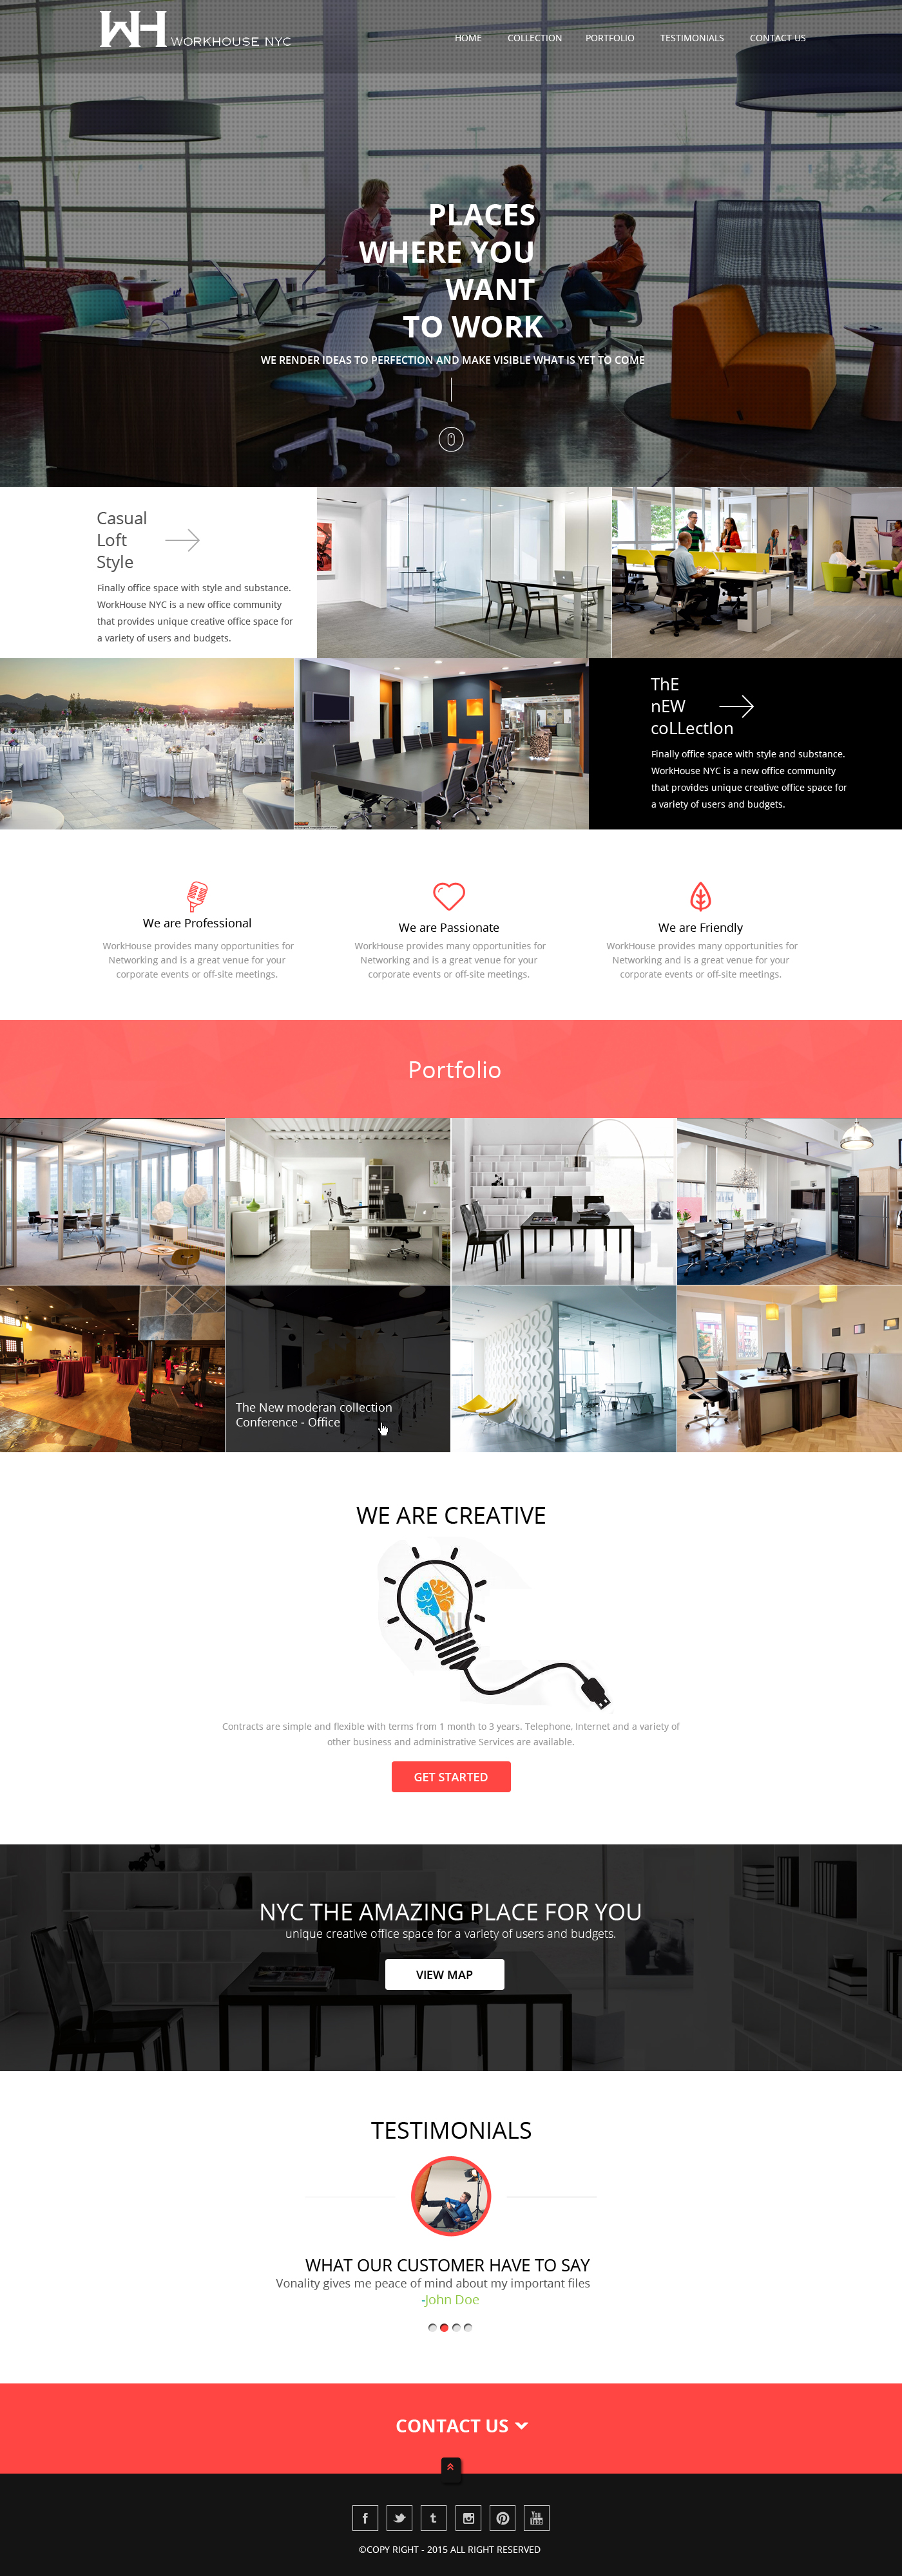 WH WORKHOUSE NYC
HOME COLLECTION PORTFOLIO TESTIMONIALS CONTACT US
PLACES
WHERE YOU
WANT
TO WORK
WE RENDER IDEAS TO PERFECTION AND MAKE VISIBLE WHAT IS YET TO COME
Casual
Loft
Style
Finally office space with style and substance.
WorkHouse NYC is a new office community
that provides unique creative office space for
a variety of users and budgets.
ThE
nEW
coLLectIon
Finally office space with style and substance.
WorkHouse NYC is a new office community
that provides unique creative office space for
a variety of users and budgets.
We are Professional
WorkHouse provides many opportunities for
Networking and is a great venue for your
corporate events or off-site meetings.
We are Passionate
WorkHouse provides many opportunities for
Networking and is a great venue for your
corporate events or off-site meetings.
We are Friendly
WorkHouse provides many opportunities for
Networking and is a great venue for your
corporate events or off-site meetings.
Portfolio
The New moderan collection
Conference - Office
WE ARE CREATIVE
Contracts are simple and flexible with terms from 1 month to 3 years. Telephone, Internet and a variety of
other business and administrative Services are available.
GET STARTED
NYC THE AMAZING PLACE FOR YOU
unique creative office space for a variety of users and budgets.
VIEW MAP
TESTIMONIALS
WHAT OUR CUSTOMER HAVE TO SAY
Vonality gives me peace of mind about my important files
-John Doe
CONTACT US
f t You Tube
©COPY RIGHT - 2015 ALL RIGHT RESERVED